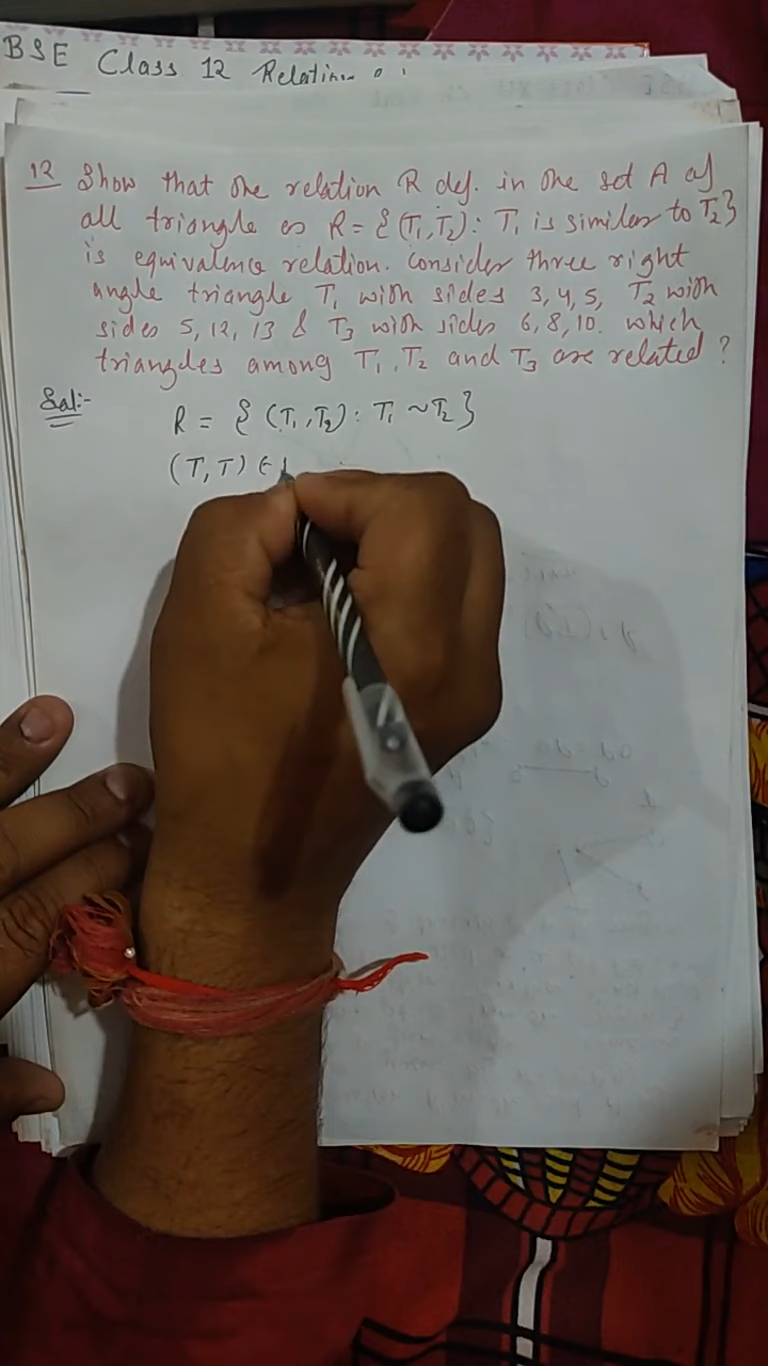 BSE Class 12 Relation
12 Show that the relation R def. in the set A of
all triangle as R = {(T₁,T₂): T₁ is similar to T₂}
is equivalence relation. Consider three right
angle triangle T₁ with sides 3,4,5, T₂ with
sides 5, 12, 13 & T₃ with sides 6, 8, 10. which
triangles among T₁, T₂ and T₃ are related?
Sol:-
R = {(T₁,T₂): T₁ ~T₂}
(T,T) ∈